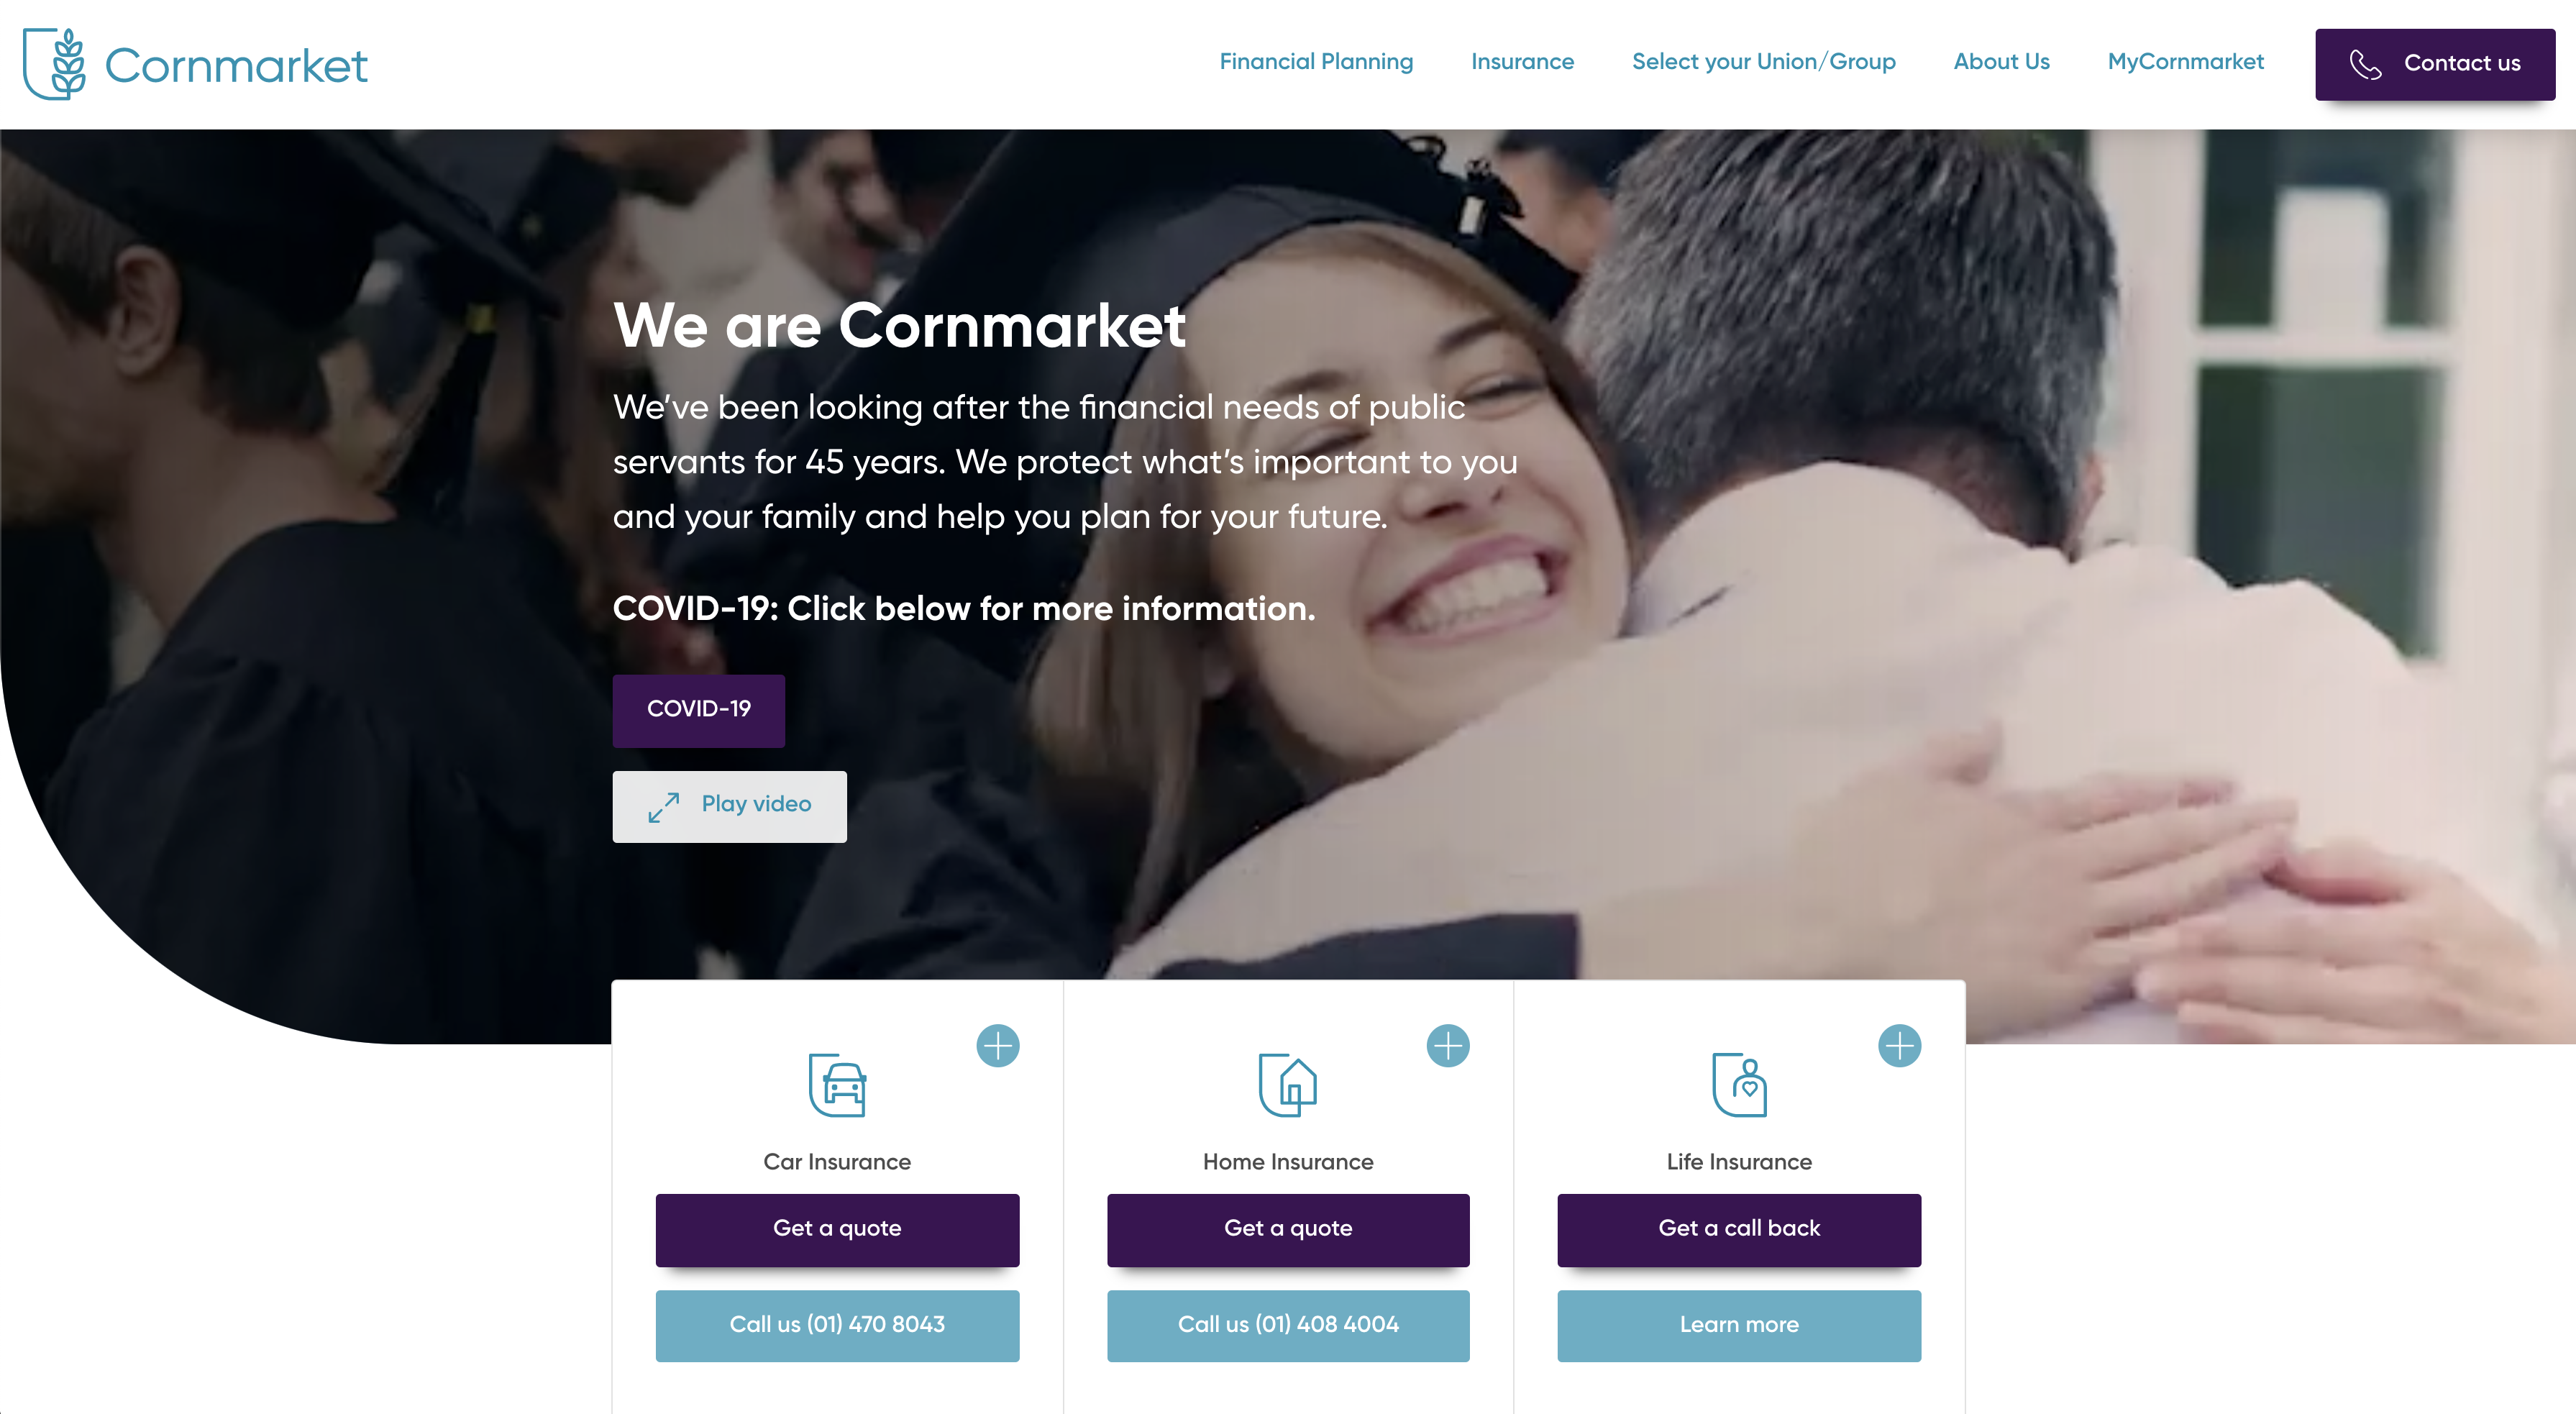 Cornmarket
Financial Planning
Insurance
Select your Union/Group
About Us
MyCornmarket
Contact us
We are Cornmarket
We’ve been looking after the financial needs of public
servants for 45 years. We protect what’s important to you
and your family and help you plan for your future.
COVID-19: Click below for more information.
COVID-19
Play video
Car Insurance
Get a quote
Call us (01) 470 8043
Home Insurance
Get a quote
Call us (01) 408 4004
Life Insurance
Get a call back
Learn more